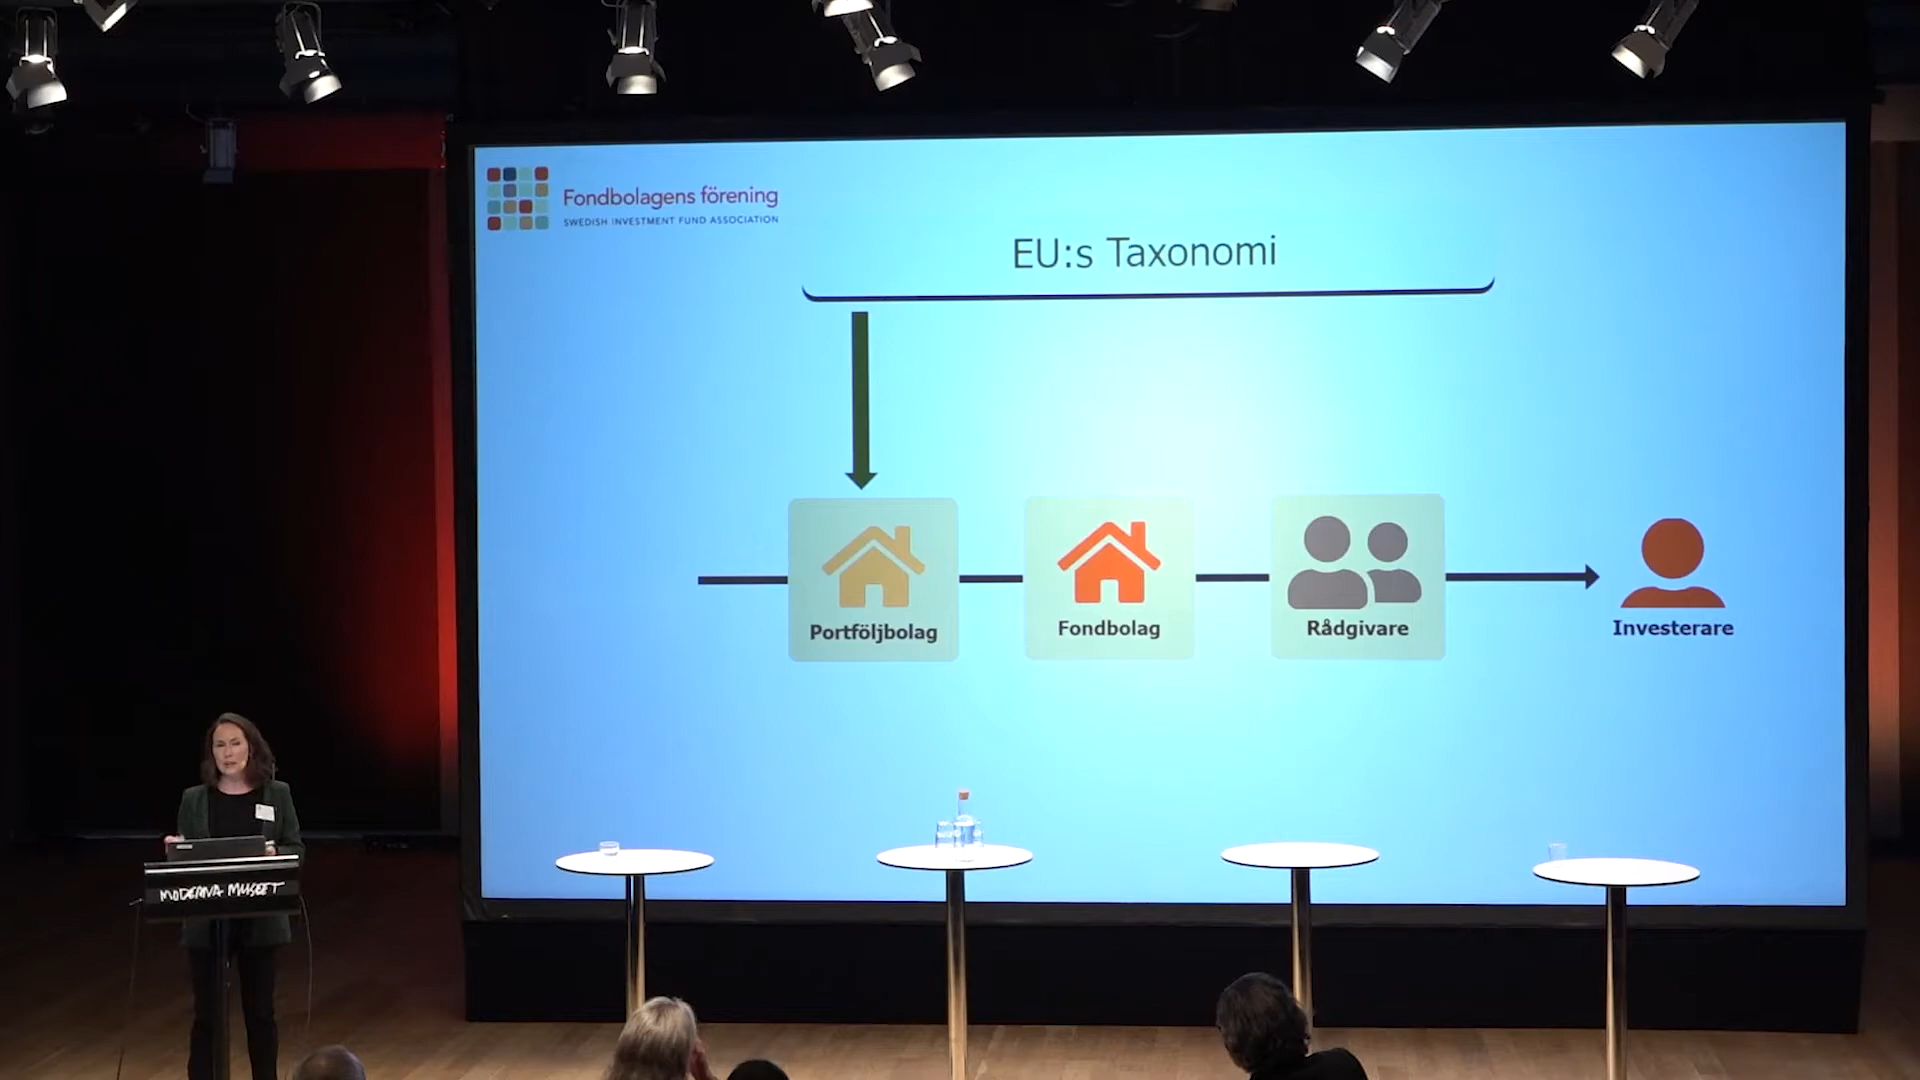 Fondbolagens förening
SWEDISH INVESTMENT FUND ASSOCIATION
EU:s Taxonomi
Portföljbolag
Fondbolag
Rådgivare
Investerare
MODERNA MUSEET